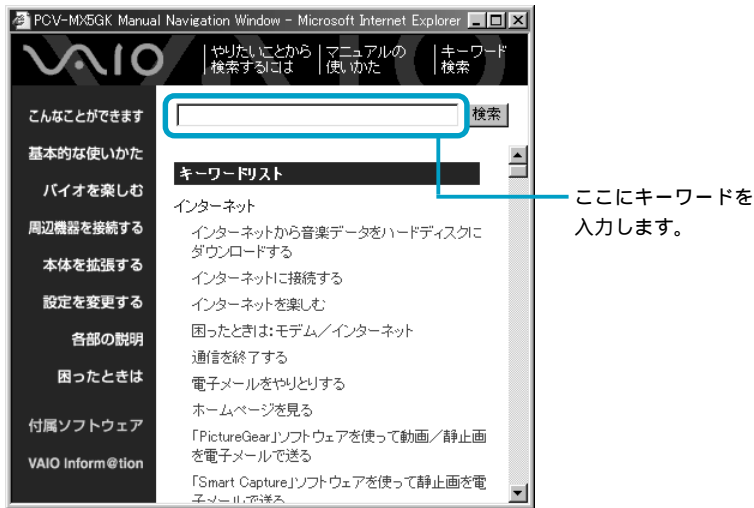 PCV-MX5GK Manual Navigation Window - Microsoft Internet Explorer
VAIO
やりたいことから
検索するには
マニュアルの
使いかた
キーワード
検索
こんなことができます
基本的な使いかた
バイオを楽しむ
周辺機器を接続する
本体を拡張する
設定を変更する
各部の説明
困ったときは
付属ソフトウェア
VAIO Inform@tion
検索
キーワードリスト
インターネット
インターネットから音楽データをハードディスクに
ダウンロードする
インターネットに接続する
インターネットを楽しむ
困ったときは:モデム/インターネット
通信を終了する
電子メールをやりとりする
ホームページを見る
「PictureGear」ソフトウェアを使って動画/静止画
を電子メールで送る
「Smart Capture」ソフトウェアを使って静止画を電
子メールで送る
ここにキーワードを
入力します。